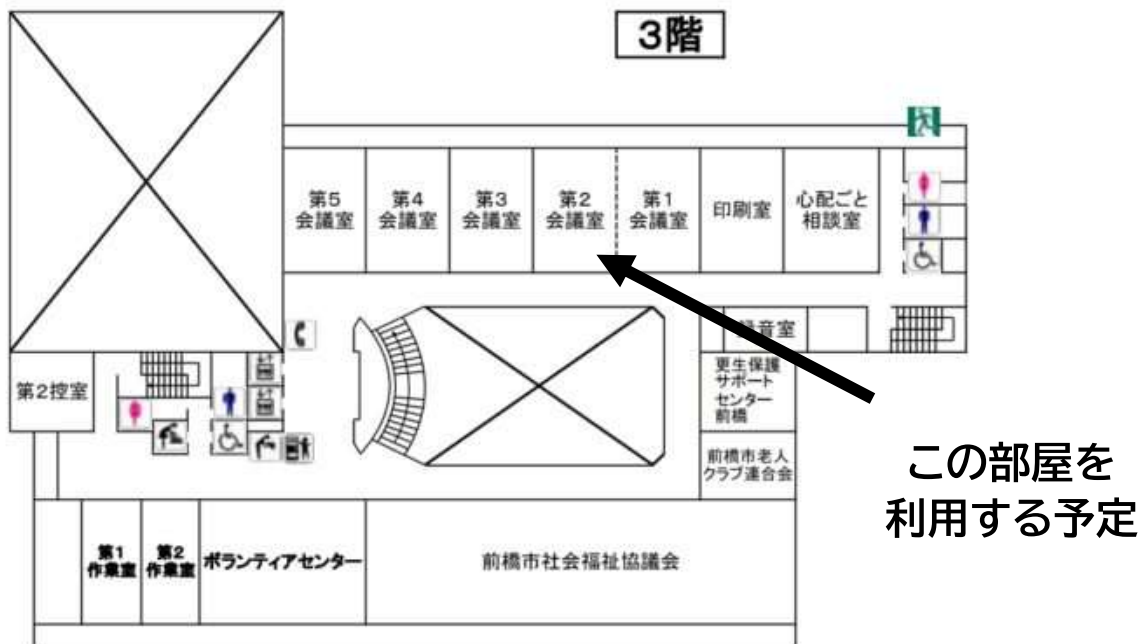 3階
第5
会議室
第4
会議室
第3
会議室
第2
会議室
第1
会議室
印刷室
心配ごと
相談室
音室
第2控室
更生保護
サポート
センター
前橋
前橋市老人
クラブ連合会
この部屋を
利用する予定
第1
作業室
第2
作業室
ボランティアセンター
前橋市社会福祉協議会